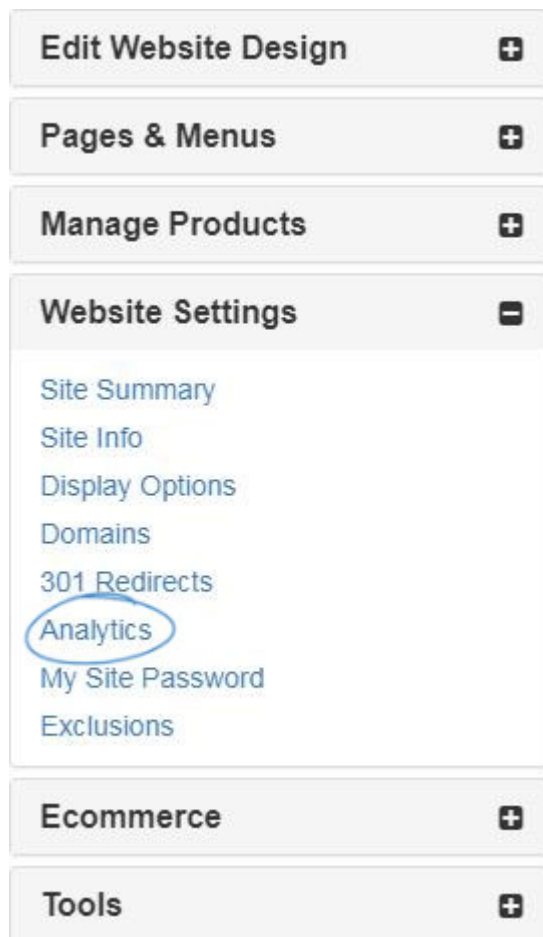 Edit Website Design
Pages & Menus
Manage Products
Website Settings
Site Summary
Site Info
Display Options
Domains
301 Redirects
Analytics
My Site Password
Exclusions
Ecommerce
Tools